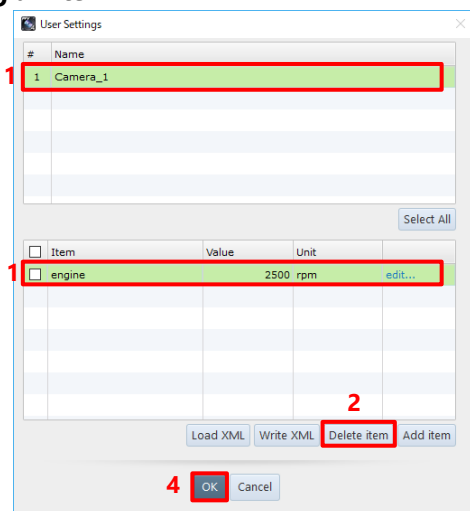 User Settings
# Name
1 1 Camera_1
Select All
Item Value Unit
1 engine 2500 rpm edit...
2
Load XML Write XML Delete item Add item
4 OK Cancel